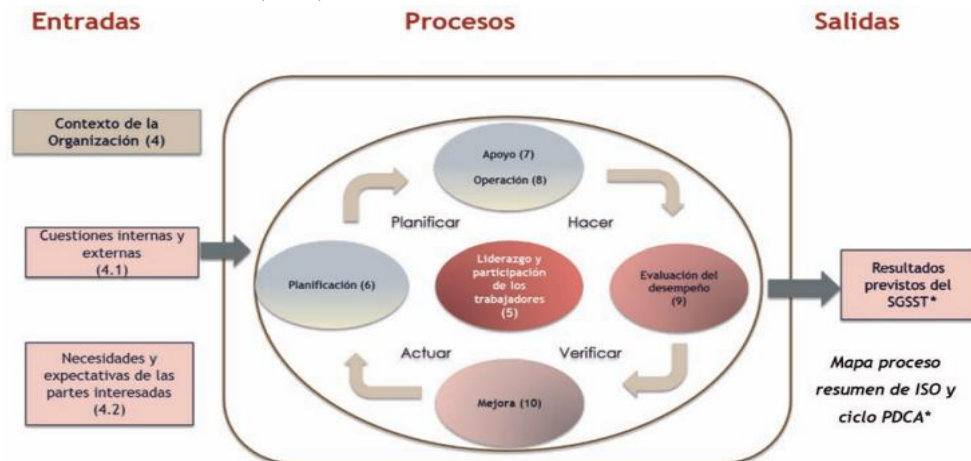 Entradas
Procesos
Salidas
Contexto de la
Organización (4)
Cuestiones internas y
externas
(4.1)
Necesidades y
expectativas de las
partes interesadas
(4.2)
Apoyo (7)
Operación (8)
Planificar
Hacer
Planificación (6)
Liderazgo y
participación
de los
trabajadores
(5)
Evaluación del
desempeño
(9)
Actuar
Verificar
Mejora (10)
Resultados
previstos del
SGSST*
Mapa proceso
resumen de ISO y
ciclo PDCA*